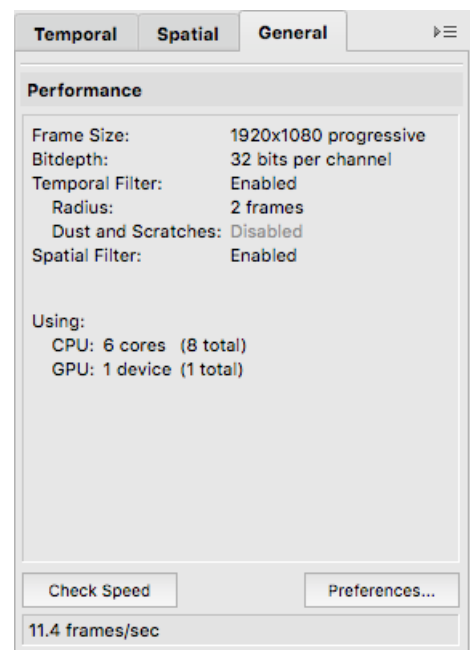 Temporal Spatial General
Performance
Frame Size: 1920x1080 progressive
Bitdepth: 32 bits per channel
Temporal Filter: Enabled
Radius: 2 frames
Dust and Scratches: Disabled
Spatial Filter: Enabled
Using:
CPU: 6 cores (8 total)
GPU: 1 device (1 total)
Check Speed Preferences...
11.4 frames/sec